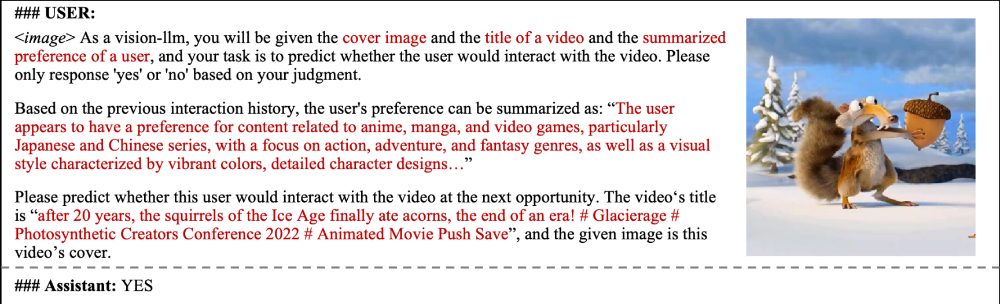 ### USER:
<image> As a vision-llm, you will be given the cover image and the title of a video and the summarized
preference of a user, and your task is to predict whether the user would interact with the video. Please
only response 'yes' or 'no' based on your judgment.
Based on the previous interaction history, the user's preference can be summarized as: “The user
appears to have a preference for content related to anime, manga, and video games, particularly
Japanese and Chinese series, with a focus on action, adventure, and fantasy genres, as well as a visual
style characterized by vibrant colors, detailed character designs…”
Please predict whether this user would interact with the video at the next opportunity. The video‘s title
is “after 20 years, the squirrels of the Ice Age finally ate acorns, the end of an era! # Glacierage #
Photosynthetic Creators Conference 2022 # Animated Movie Push Save”, and the given image is this
video’s cover.
### Assistant: YES